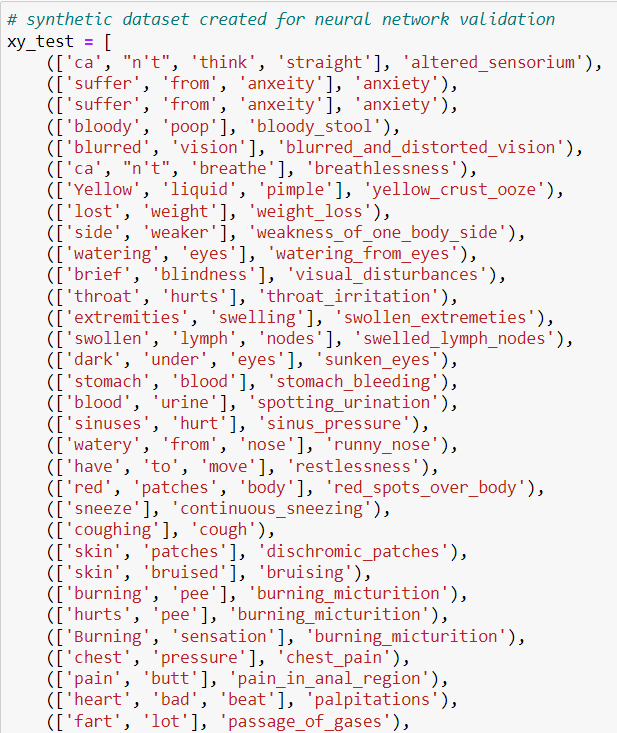 # synthetic dataset created for neural network validation
xy_test = [
(['ca', "n't", 'think', 'straight'], 'altered_sensorium'),
(['suffer', 'from', 'anxeity'], 'anxiety'),
(['suffer', 'from', 'anxeity'], 'anxiety'),
(['bloody', 'poop'], 'bloody_stool'),
(['blurred', 'vision'], 'blurred_and_distorted_vision'),
(['ca', "n't", 'breathe'], 'breathlessness'),
(['Yellow', 'liquid', 'pimple'], 'yellow_crust_ooze'),
(['lost', 'weight'], 'weight_loss'),
(['side', 'weaker'], 'weakness_of_one_body_side'),
(['watering', 'eyes'], 'watering_from_eyes'),
(['brief', 'blindness'], 'visual_disturbances'),
(['throat', 'hurts'], 'throat_irritation'),
(['extremities', 'swelling'], 'swollen_extremeties'),
(['swollen', 'lymph', 'nodes'], 'swelled_lymph_nodes'),
(['dark', 'under', 'eyes'], 'sunken_eyes'),
(['stomach', 'blood'], 'stomach_bleeding'),
(['blood', 'urine'], 'spotting_urination'),
(['sinuses', 'hurt'], 'sinus_pressure'),
(['watery', 'from', 'nose'], 'runny_nose'),
(['have', 'to', 'move'], 'restlessness'),
(['red', 'patches', 'body'], 'red_spots_over_body'),
(['sneeze'], 'continuous_sneezing'),
(['coughing'], 'cough'),
(['skin', 'patches'], 'dischromic_patches'),
(['skin', 'bruised'], 'bruising'),
(['burning', 'pee'], 'burning_micturition'),
(['hurts', 'pee'], 'burning_micturition'),
(['Burning', 'sensation'], 'burning_micturition'),
(['chest', 'pressure'], 'chest_pain'),
(['pain', 'butt'], 'pain_in_anal_region'),
(['heart', 'bad', 'beat'], 'palpitations'),
(['fart', 'lot'], 'passage_of_gases'),